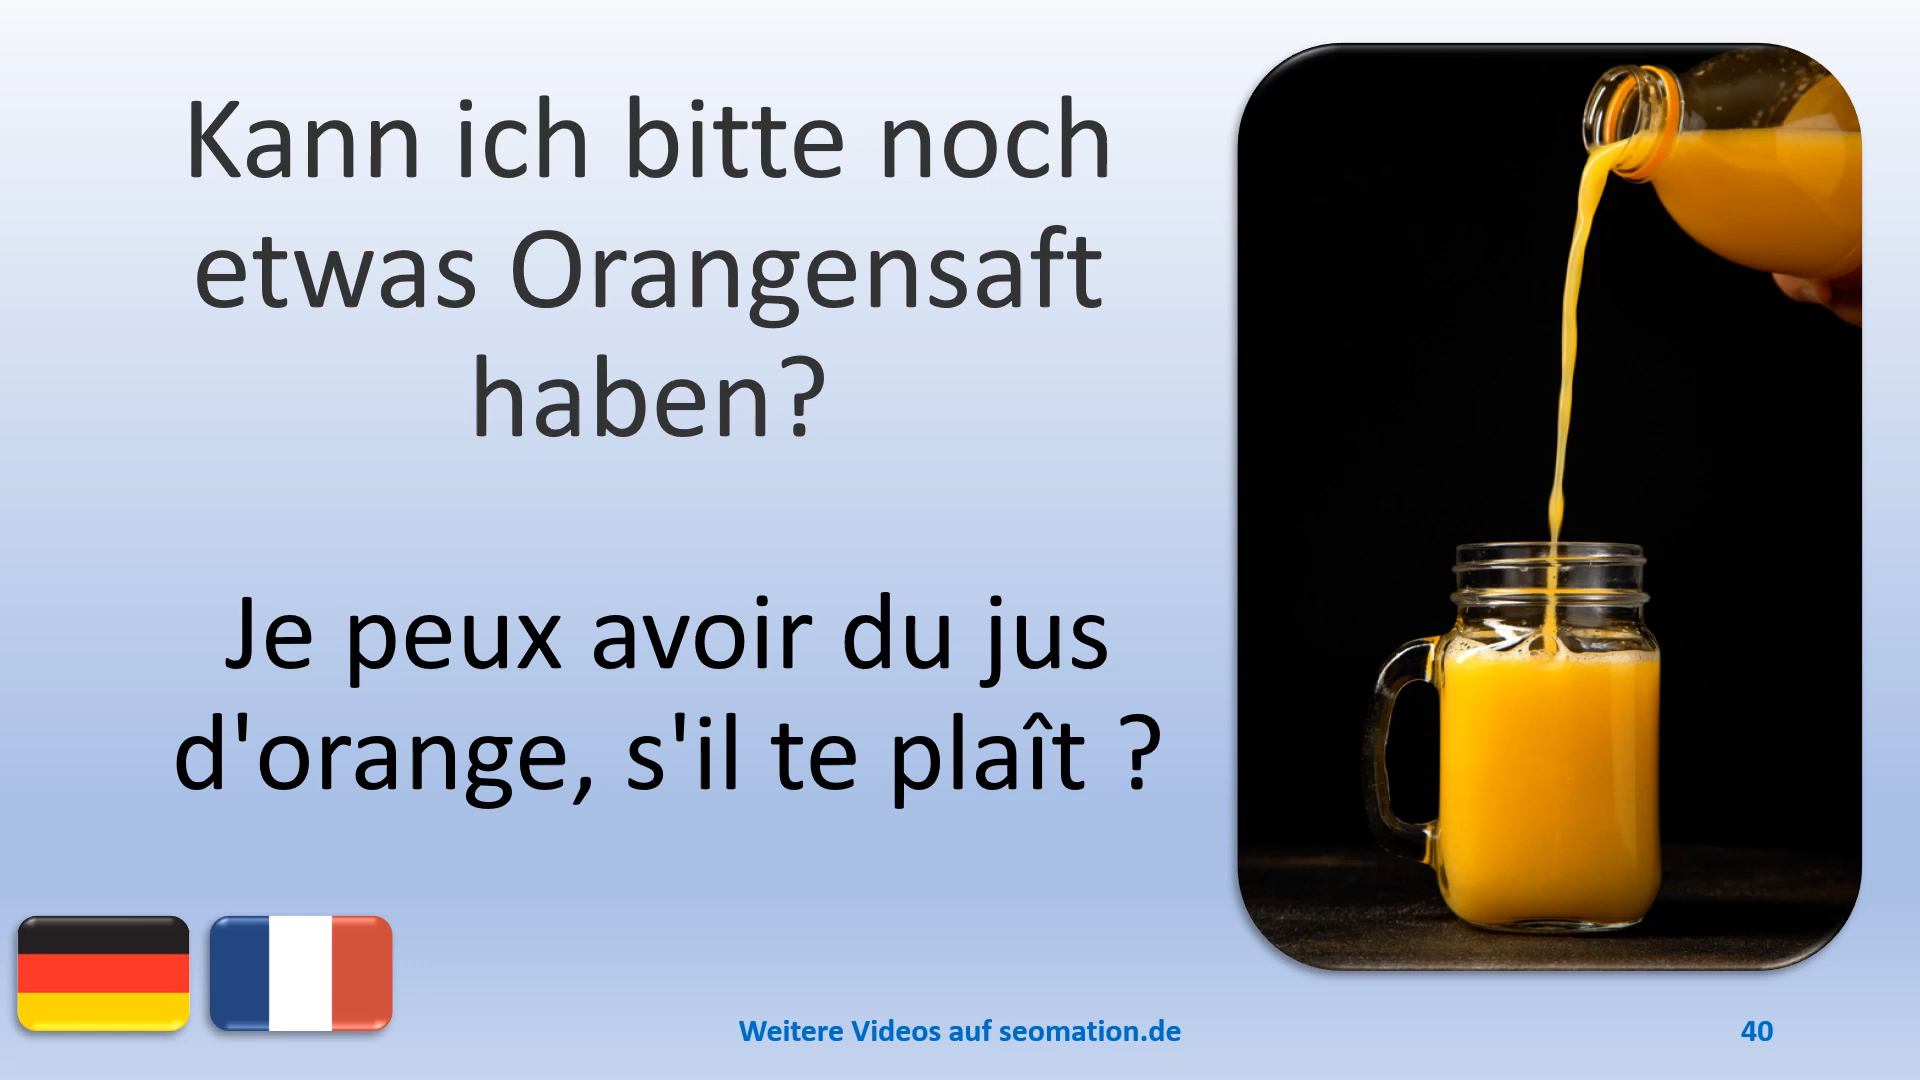 Kann ich bitte noch
etwas Orangensaft
haben?
Je peux avoir du jus
d'orange, s'il te plaît ?
Weitere Videos auf seomation.de
40